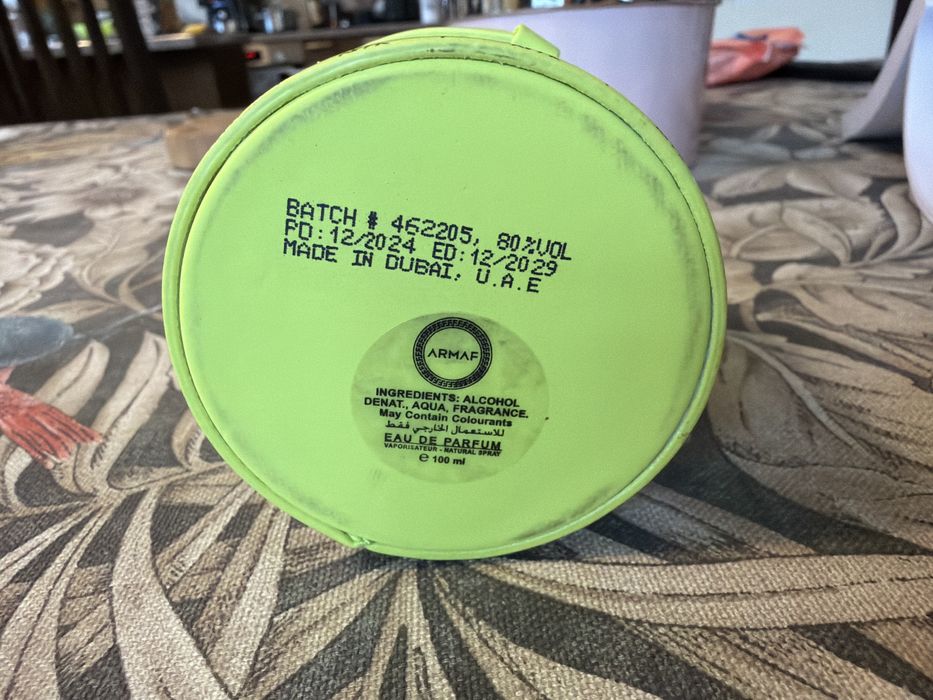 BATCH # 462205, 80%VOL
PD:12/2024 ED:12/2029
MADE IN DUBAI, U.A.E
ARMAF
INGREDIENTS: ALCOHOL
DENAT., AQUA, FRAGRANCE.
May Contain Colourants
للاستعمال الخارجي فقط
EAU DE PARFUM
VAPORISATEUR - NATURAL SPRAY
℮ 100 ml